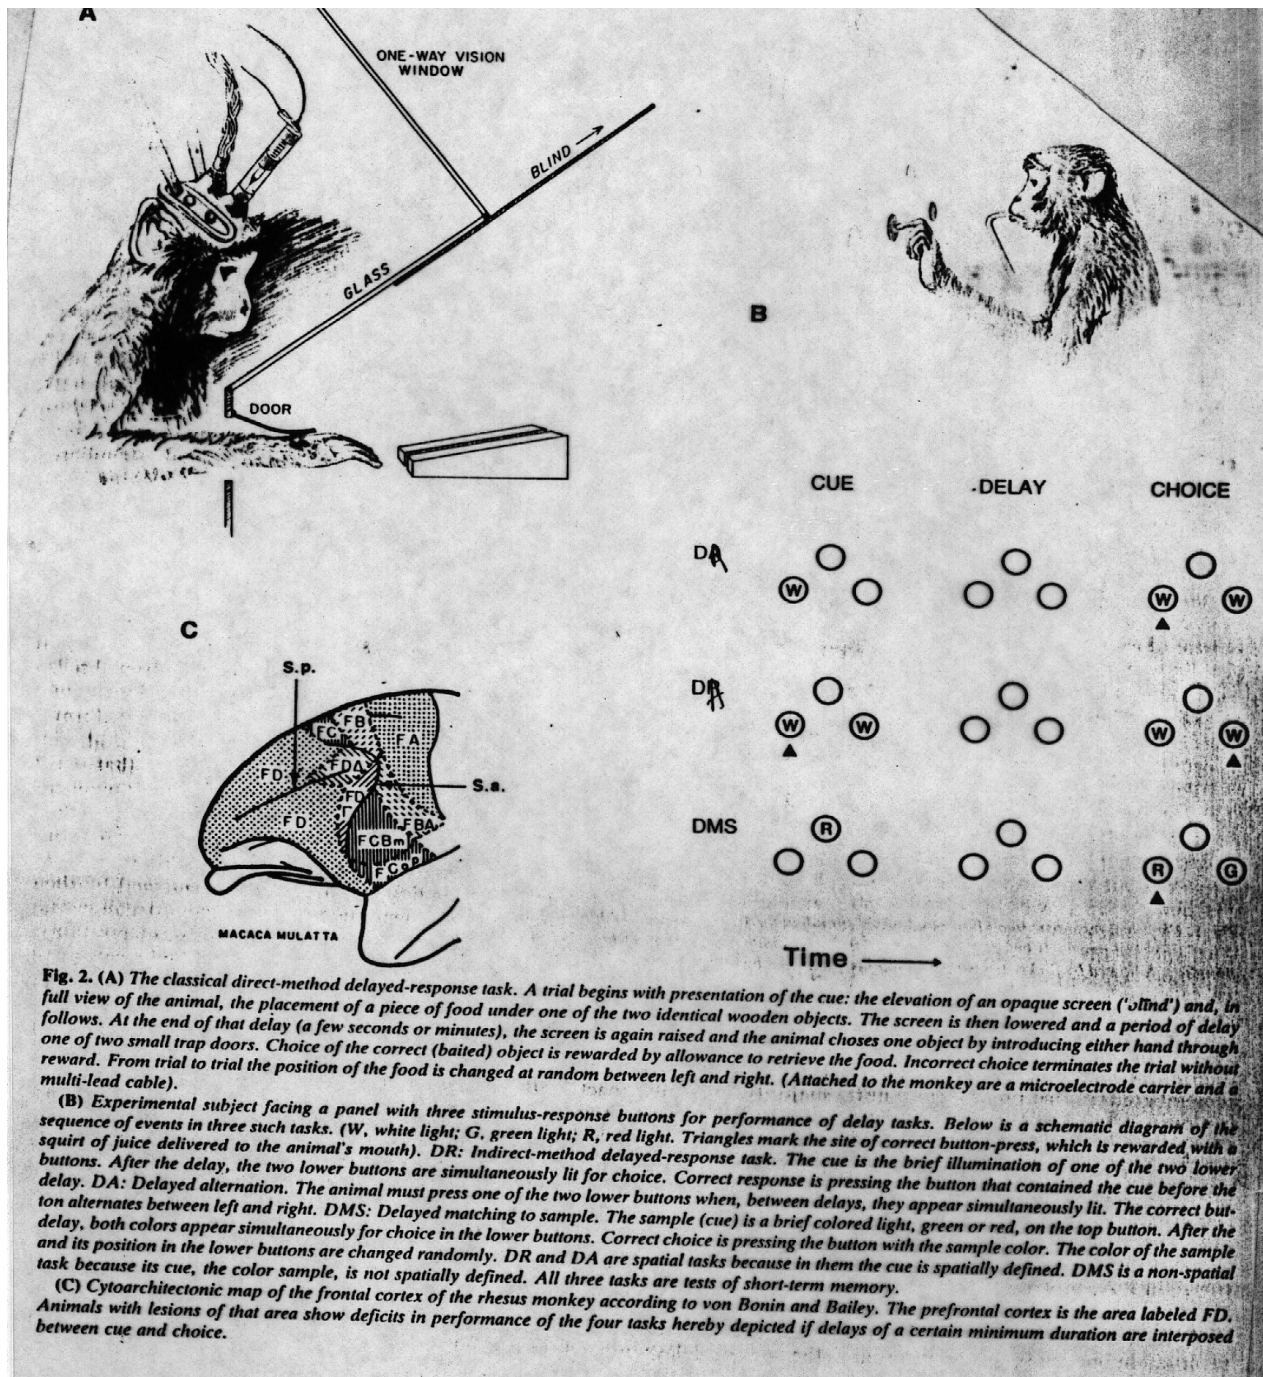 A
ONE-WAY VISION
WINDOW
BLIND
GLASS
DOOR
B
CUE
DELAY
CHOICE
DA
W
W
W
W
W
W
W
DMS
R
R
G
Time
C
S.p.
FB
FC
FA
FDΔ
FD
S.a.
FD
Γ
FD
FBA
FCBm
FCop
MACACA MULATTA
Fig. 2. (A) The classical direct-method delayed-response task. A trial begins with presentation of the cue: the elevation of an opaque screen ('blind') and, in
full view of the animal, the placement of a piece of food under one of the two identical wooden objects. The screen is then lowered and a period of delay
follows. At the end of that delay (a few seconds or minutes), the screen is again raised and the animal choses one object by introducing either hand through
one of two small trap doors. Choice of the correct (baited) object is rewarded by allowance to retrieve the food. Incorrect choice terminates the trial without
reward. From trial to trial the position of the food is changed at random between left and right. (Attached to the monkey are a microelectrode carrier and a
multi-lead cable).
(B) Experimental subject facing a panel with three stimulus-response buttons for performance of delay tasks. Below is a schematic diagram of the
sequence of events in three such tasks. (W, white light; G, green light; R, red light. Triangles mark the site of correct button-press, which is rewarded with a
squirt of juice delivered to the animal's mouth). DR: Indirect-method delayed-response task. The cue is the brief illumination of one of the two lower
buttons. After the delay, the two lower buttons are simultaneously lit for choice. Correct response is pressing the button that contained the cue before the
delay. DA: Delayed alternation. The animal must press one of the two lower buttons when, between delays, they appear simultaneously lit. The correct but-
ton alternates between left and right. DMS: Delayed matching to sample. The sample (cue) is a brief colored light, green or red, on the top button. After the
delay, both colors appear simultaneously for choice in the lower buttons. Correct choice is pressing the button with the sample color. The color of the sample
and its position in the lower buttons are changed randomly. DR and DA are spatial tasks because in them the cue is spatially defined. DMS is a non-spatial
task because its cue, the color sample, is not spatially defined. All three tasks are tests of short-term memory.
(C) Cytoarchitectonic map of the frontal cortex of the rhesus monkey according to von Bonin and Bailey. The prefrontal cortex is the area labeled FD.
Animals with lesions of that area show deficits in performance of the four tasks hereby depicted if delays of a certain minimum duration are interposed
between cue and choice.